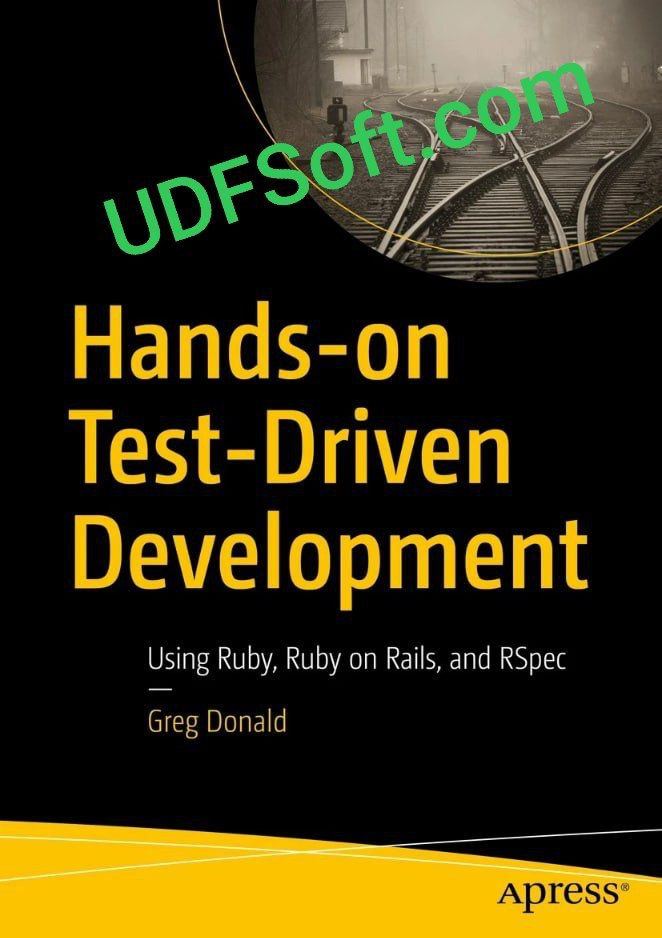 UDFSoft.com
Hands-on
Test-Driven
Development
Using Ruby, Ruby on Rails, and RSpec
—
Greg Donald
Apress®